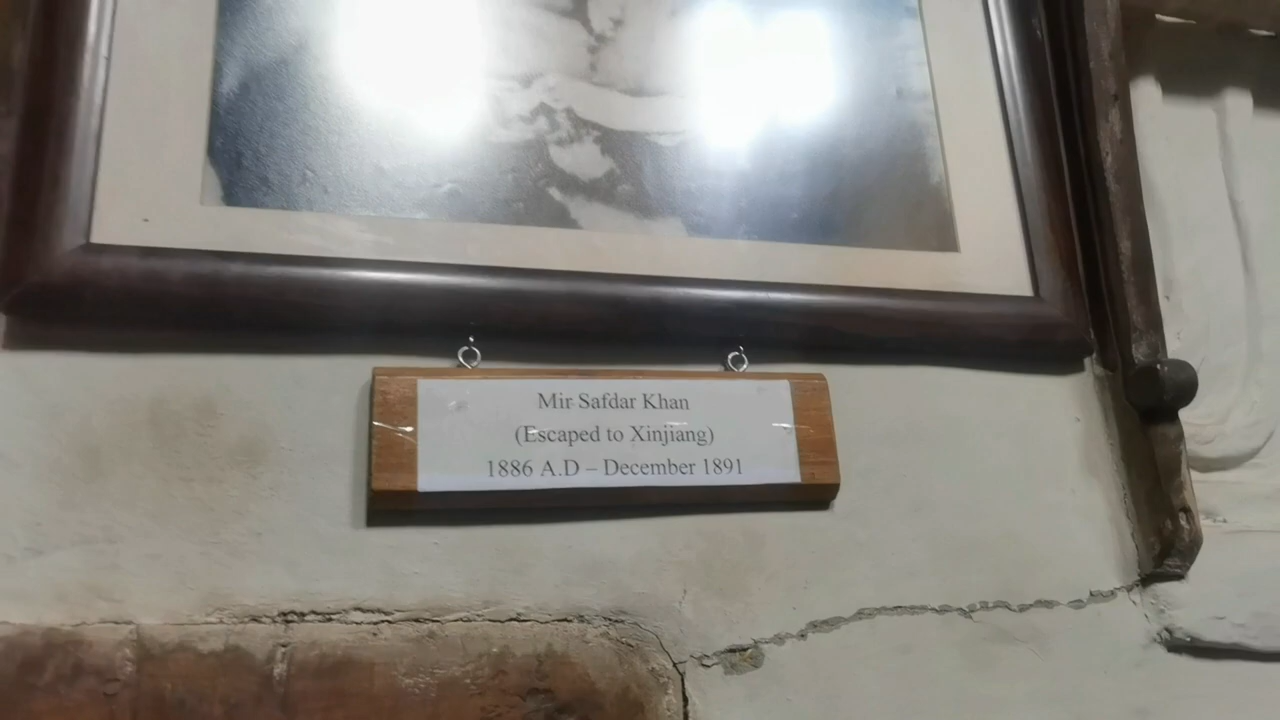 Mir Safdar Khan
(Escaped to Xinjiang)
1886 A.D – December 1891